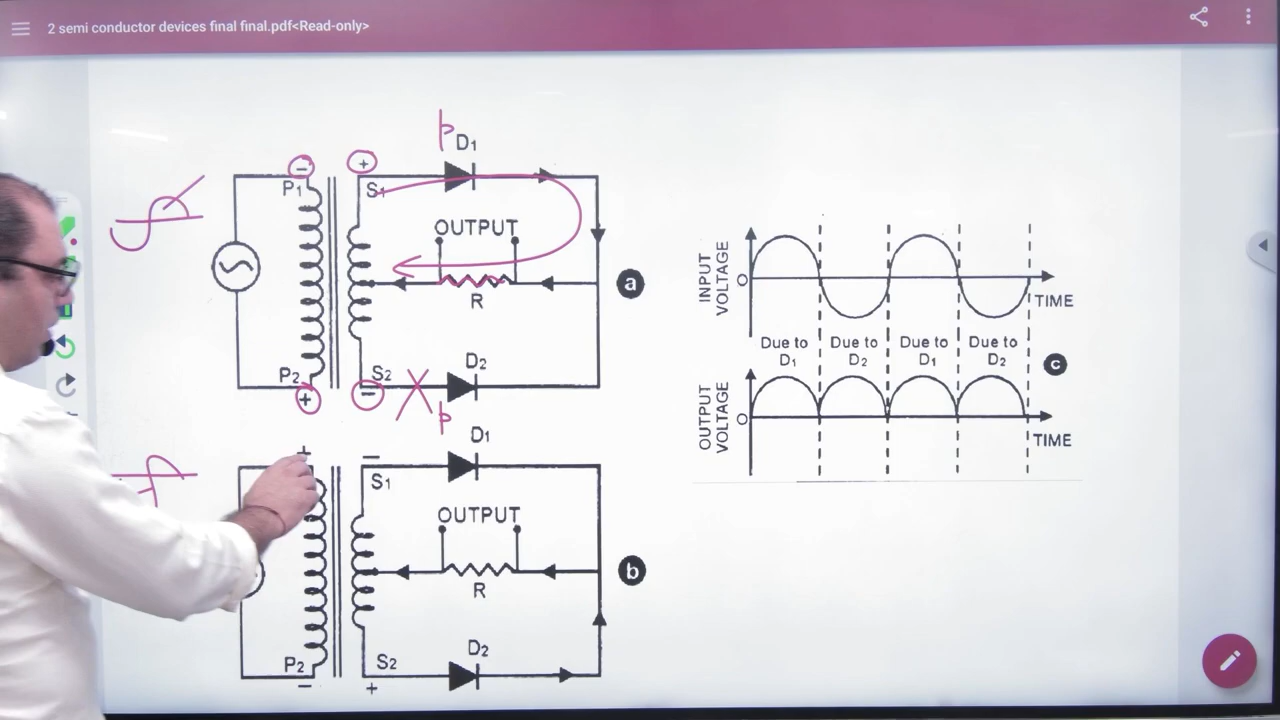 2 semi conductor devices final final.pdf<Read-only>
p
D1
- +
P1 S1
OUTPUT
R
a
P2 S2
D2
+ -
p
D1
+ -
S1
OUTPUT
R
b
D2
P2 S2
- +
INPUT VOLTAGE
O
TIME
Due to D1
Due to D2
Due to D1
Due to D2
c
OUTPUT VOLTAGE
O
TIME